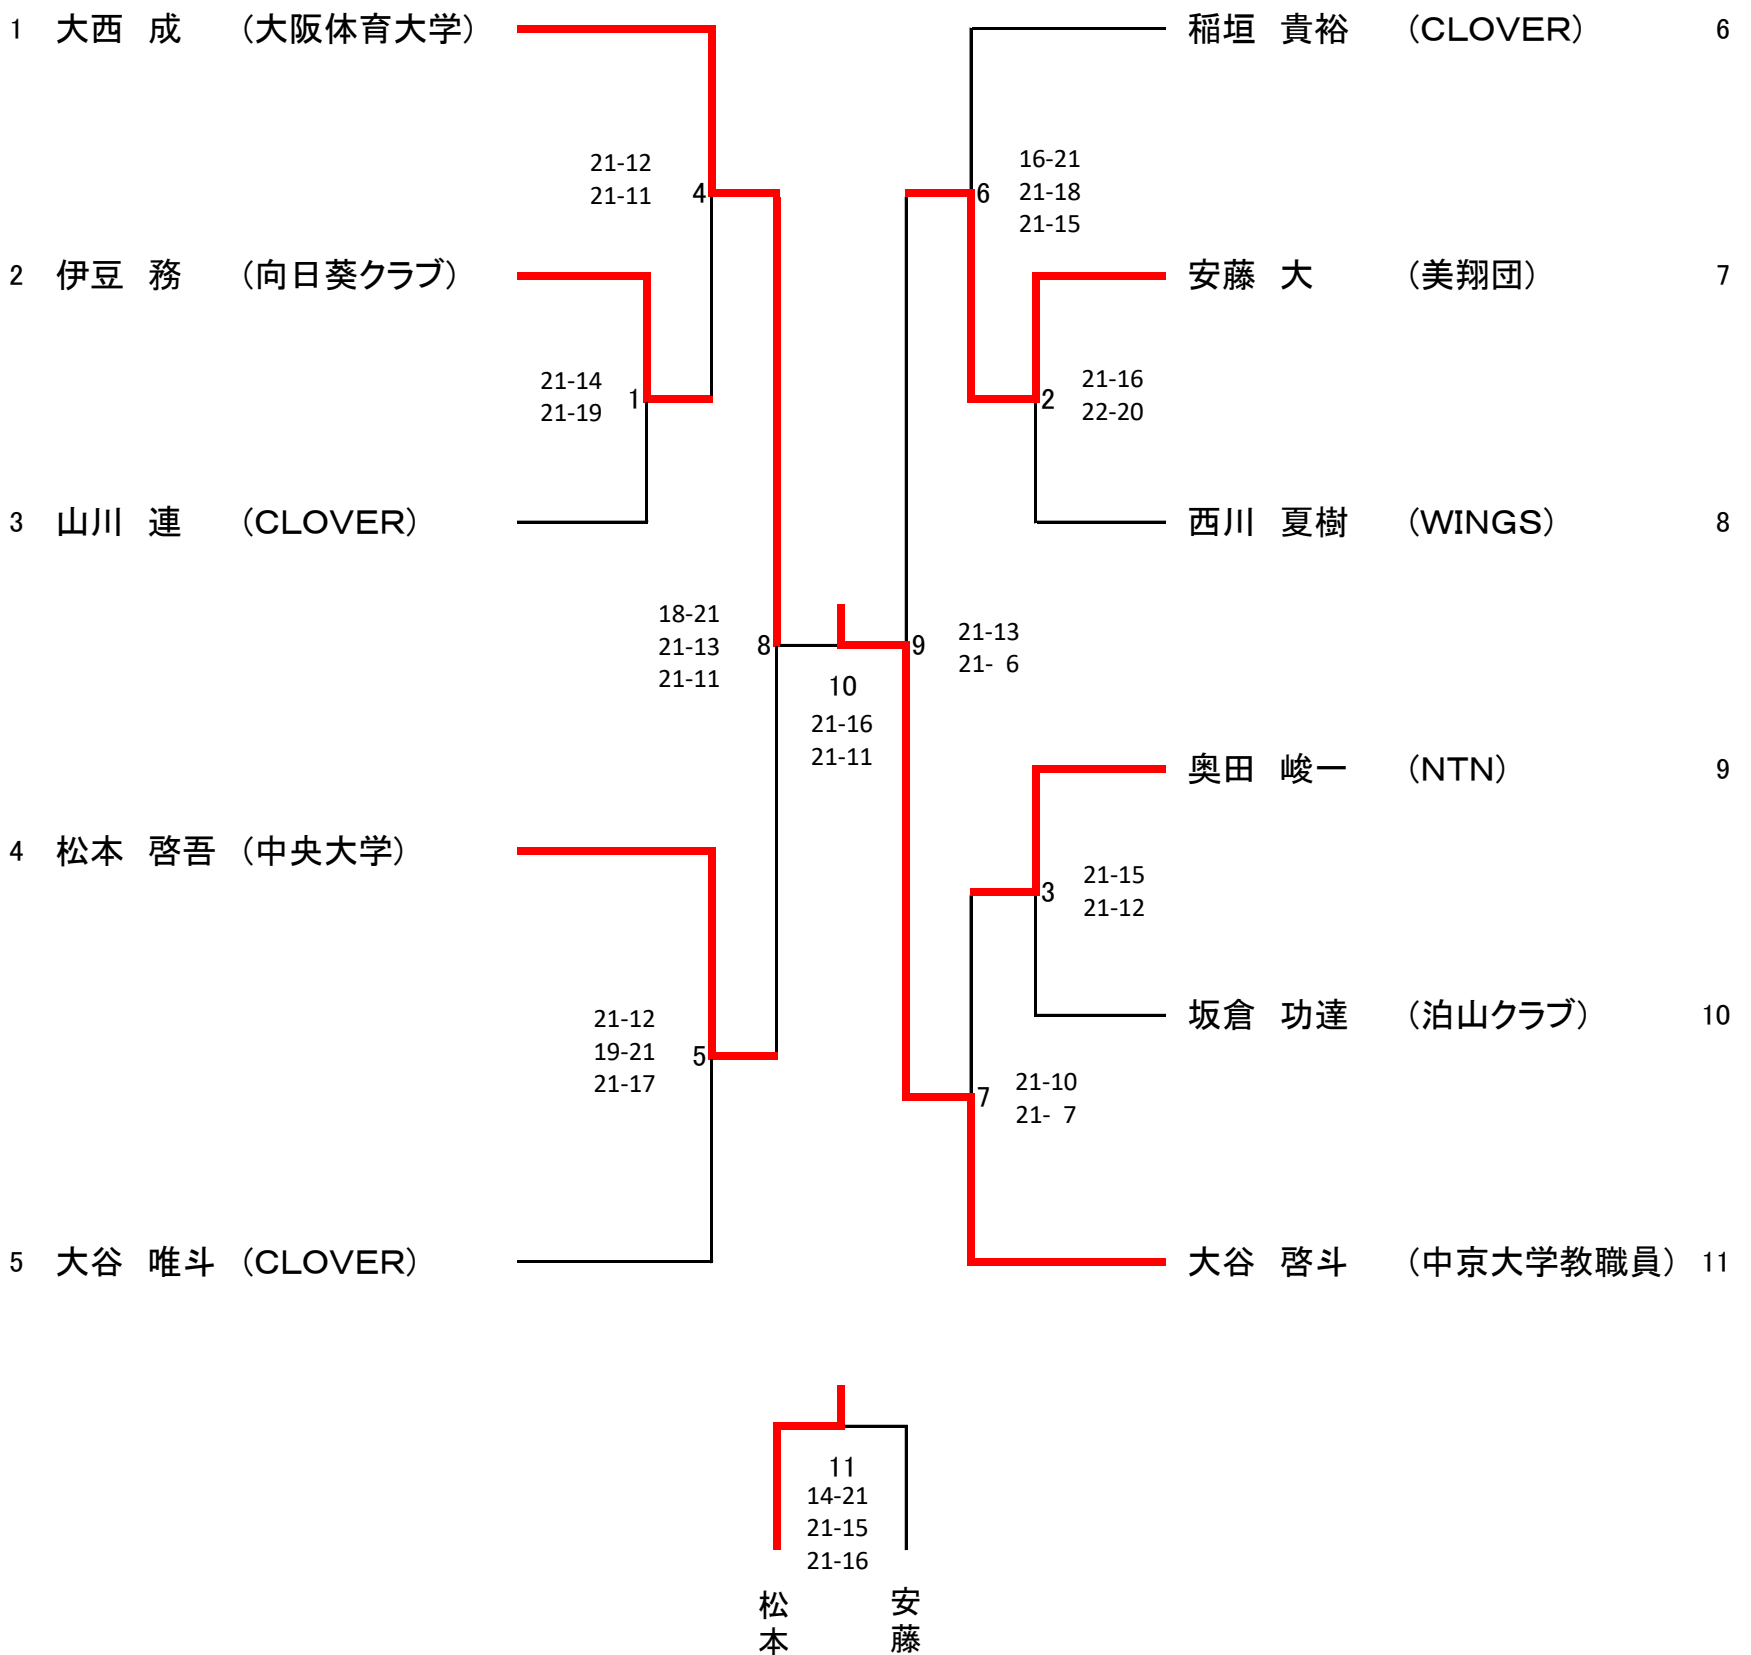 1 大西 成 （大阪体育大学）
稲垣 貴裕 （CLOVER） 6
21-12
21-11
4
6
16-21
21-18
21-15
2 伊豆 務 （向日葵クラブ）
安藤 大 （美翔団） 7
21-14
21-19
1
2
21-16
22-20
3 山川 連 （CLOVER）
西川 夏樹 （WINGS） 8
18-21
21-13
21-11
8
9
21-13
21- 6
10
21-16
21-11
奥田 峻一 （NTN） 9
4 松本 啓吾 （中央大学）
3
21-15
21-12
坂倉 功達 （泊山クラブ） 10
21-12
19-21
21-17
5
7
21-10
21- 7
5 大谷 唯斗 （CLOVER）
大谷 啓斗 （中京大学教職員） 11
11
14-21
21-15
21-16
松本
安藤